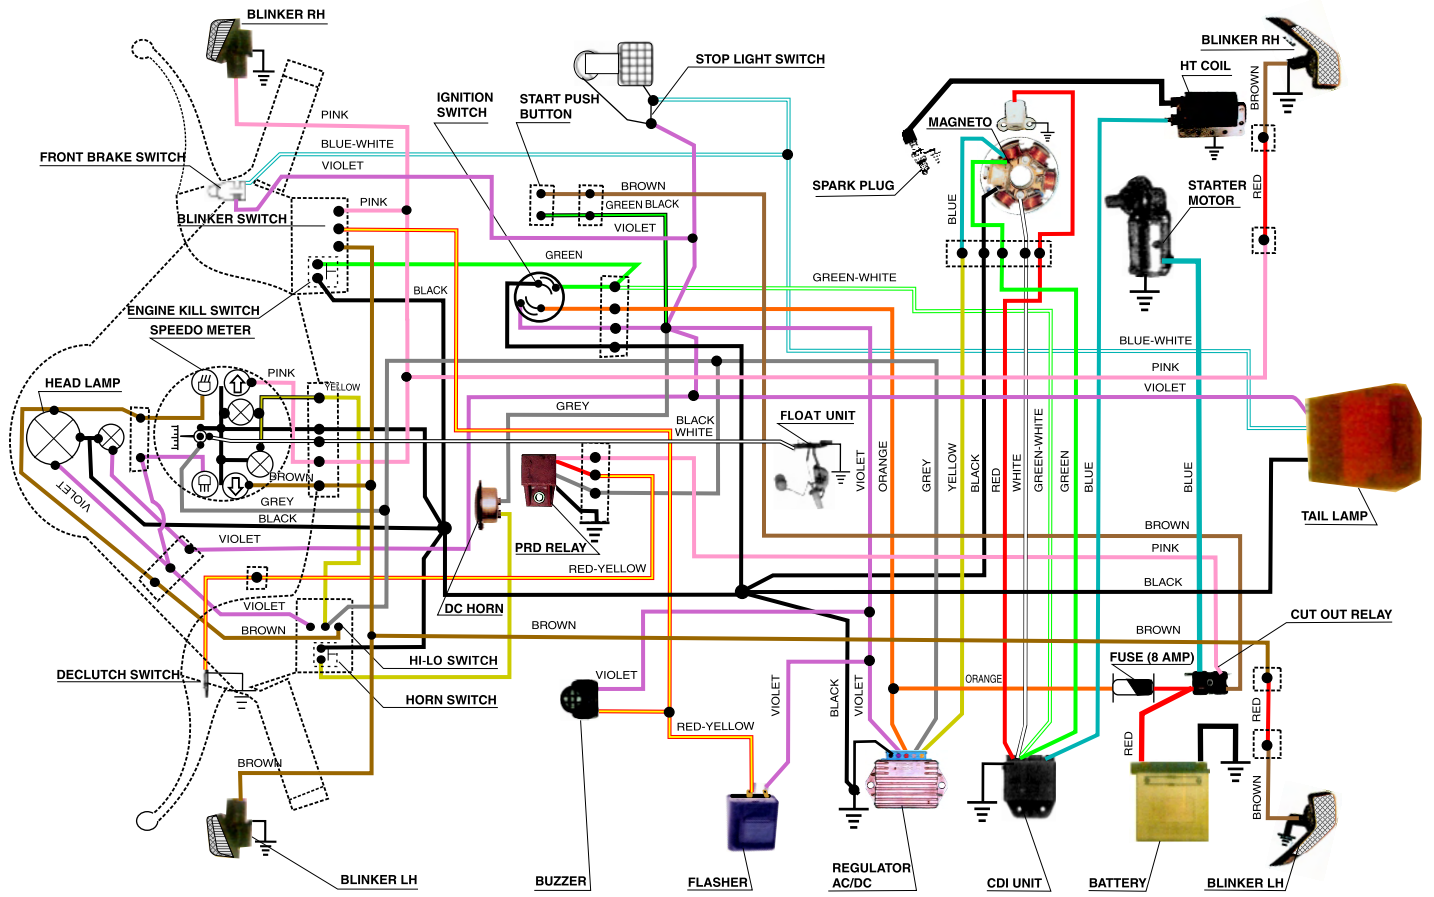 BLINKER RH
STOP LIGHT SWITCH
BLINKER RH
HT COIL
IGNITION
SWITCH
START PUSH
BUTTON
BROWN
PINK
MAGNETO
FRONT BRAKE SWITCH
BLUE-WHITE
VIOLET
SPARK PLUG
STARTER
MOTOR
RED
BROWN
BLINKER SWITCH
PINK
GREEN BLACK
VIOLET
BLUE
GREEN
GREEN-WHITE
BLACK
ENGINE KILL SWITCH
SPEEDO METER
BLUE-WHITE
PINK
HEAD LAMP
PINK
YELLOW
VIOLET
GREY
BLACK
WHITE
FLOAT UNIT
VIOLET
ORANGE
GREY
YELLOW
BLACK
RED
WHITE
GREEN-WHITE
GREEN
BLUE
BLUE
BROWN
VIOLET
GREY
BLACK
TAIL LAMP
BROWN
VIOLET
PRD RELAY
PINK
RED-YELLOW
BLACK
VIOLET
DC HORN
CUT OUT RELAY
BROWN
BROWN
BROWN
HI-LO SWITCH
FUSE (8 AMP)
DECLUTCH SWITCH
VIOLET
ORANGE
HORN SWITCH
VIOLET
BLACK
VIOLET
RED
RED-YELLOW
RED
BROWN
BROWN
BLINKER LH
BUZZER
FLASHER
REGULATOR
AC/DC
CDI UNIT
BATTERY
BLINKER LH